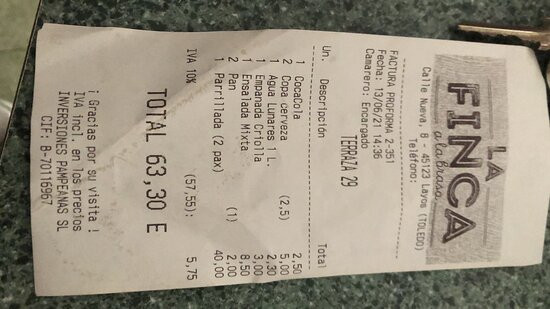 LA
FINCA
a la brasa
Calle Nueva, 8 - 45123 Layos (TOLEDO)
Teléfono:
FACTURA PROFORMA 2-351
Fecha: 13/06/21 14:36
Camarero: Encargado
TERRAZA 29
Un. Descripción Total
1 CocaCola 2,50
2 Copa cerveza (2,5) 5,00
1 Agua Lunares 1 L. 2,30
1 Empanada Criolla 3,00
1 Ensalada Mixta 8,50
2 Pan (1) 2,00
1 Parrillada (2 pax) 40,00
IVA 10% (57,55): 5,75
TOTAL 63,30 E
¡ Gracias por su visita !
IVA incl. en los precios
INVERSIONES PAMPEANAS SL
CIF: B-70116967